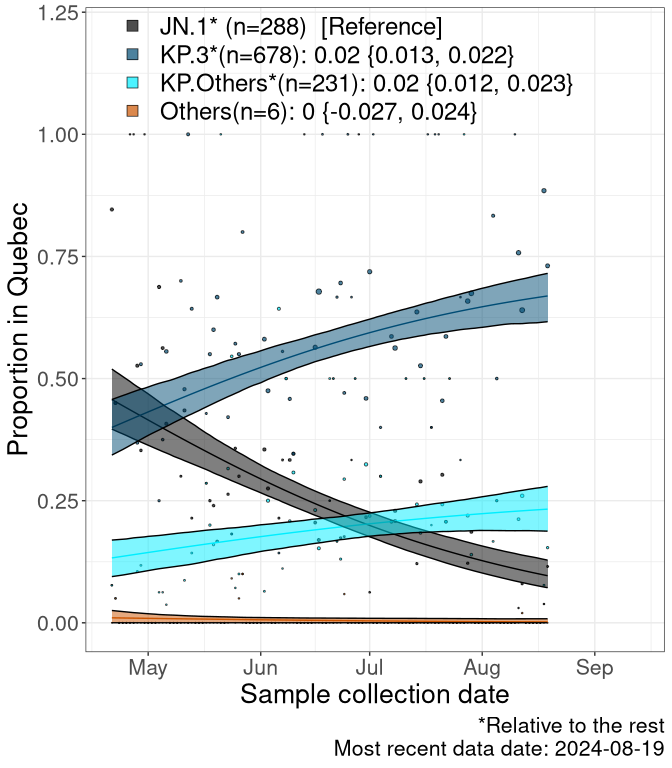 1.25
JN.1* (n=288)  [Reference]
KP.3*(n=678): 0.02 {0.013, 0.022}
KP.Others*(n=231): 0.02 {0.012, 0.023}
Others(n=6): 0 {-0.027, 0.024}
1.00
0.75
0.50
0.25
0.00
Proportion in Quebec
May Jun Jul Aug Sep
Sample collection date
*Relative to the rest
Most recent data date: 2024-08-19